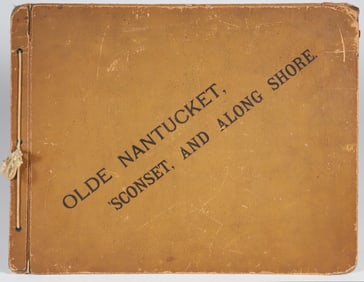 OLDE NANTUCKET,
'SCONSET, AND ALONG SHORE.